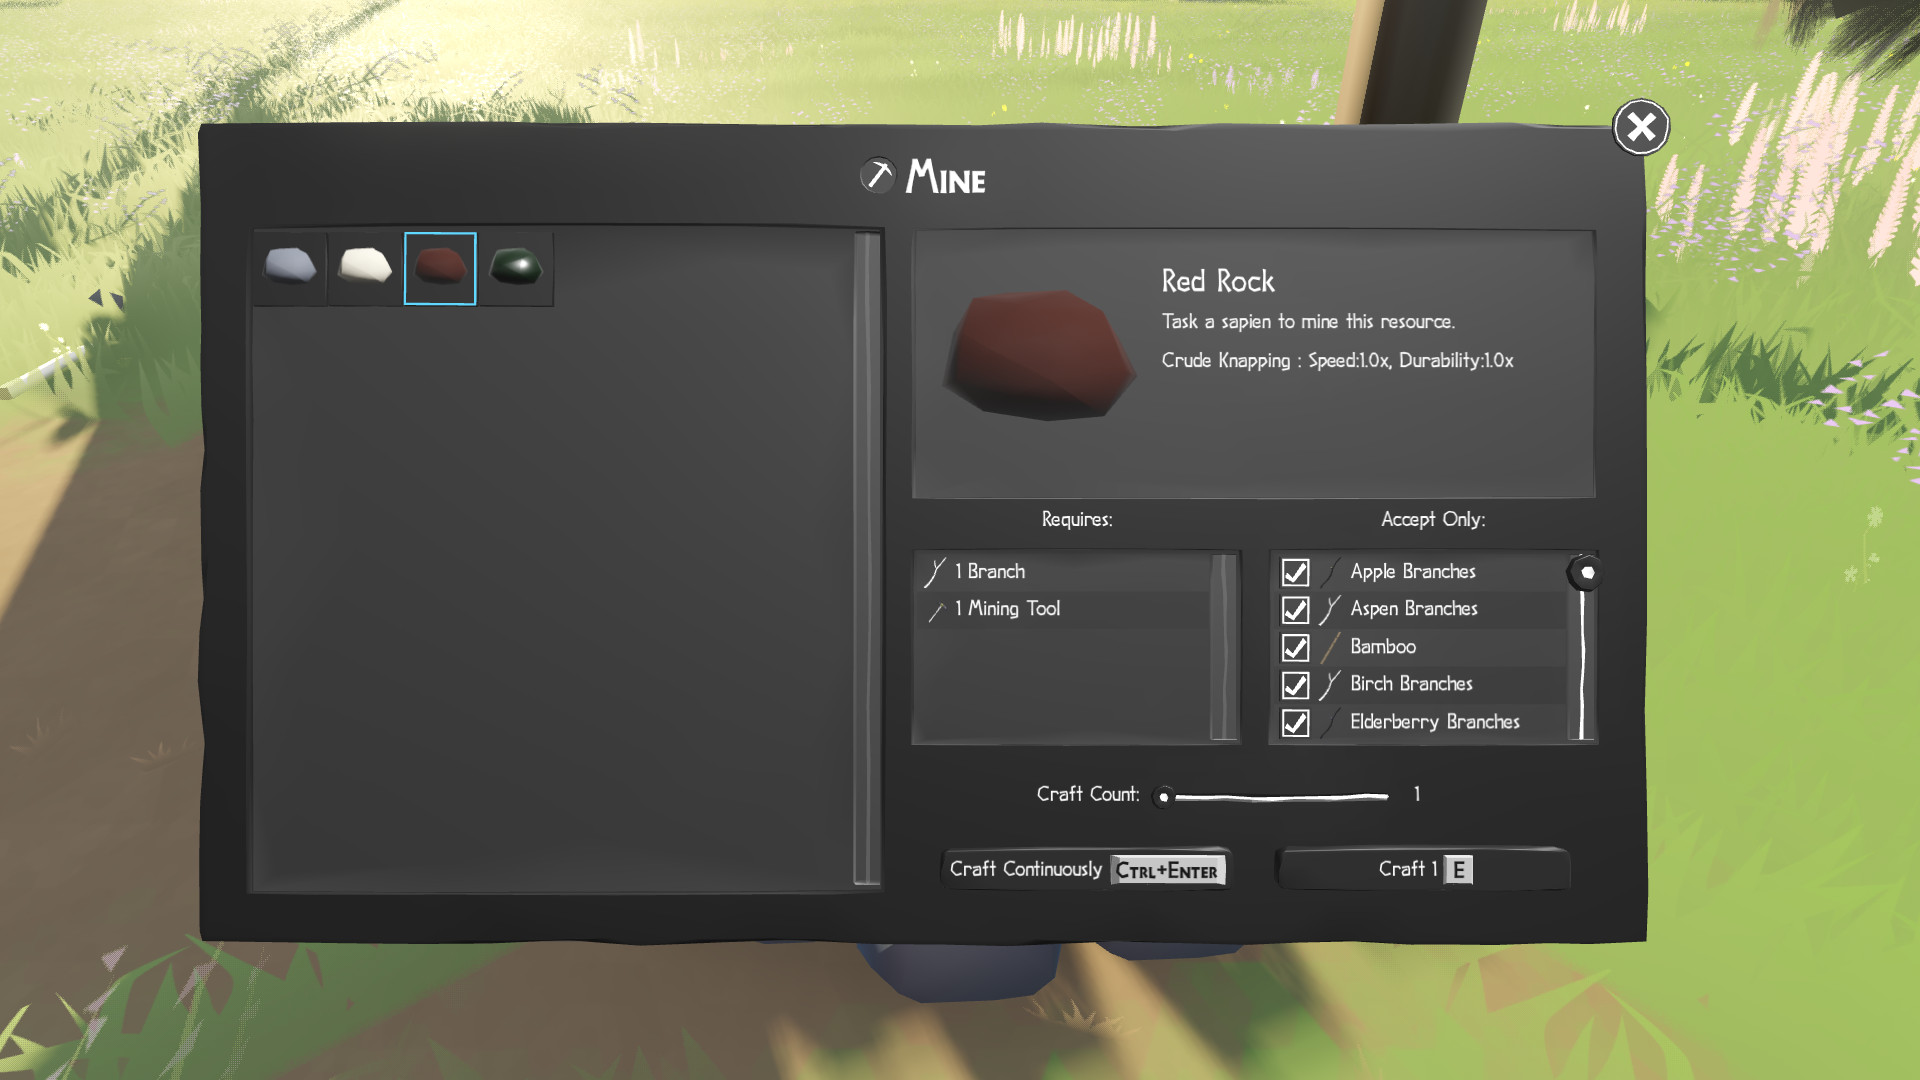 Mine
Red Rock
Task a sapien to mine this resource.
Crude Knapping : Speed:1.0x, Durability:1.0x
Requires:
1 Branch
1 Mining Tool
Accept Only:
Apple Branches
Aspen Branches
Bamboo
Birch Branches
Elderberry Branches
Craft Count: 1
Craft Continuously Ctrl+Enter
Craft 1 E